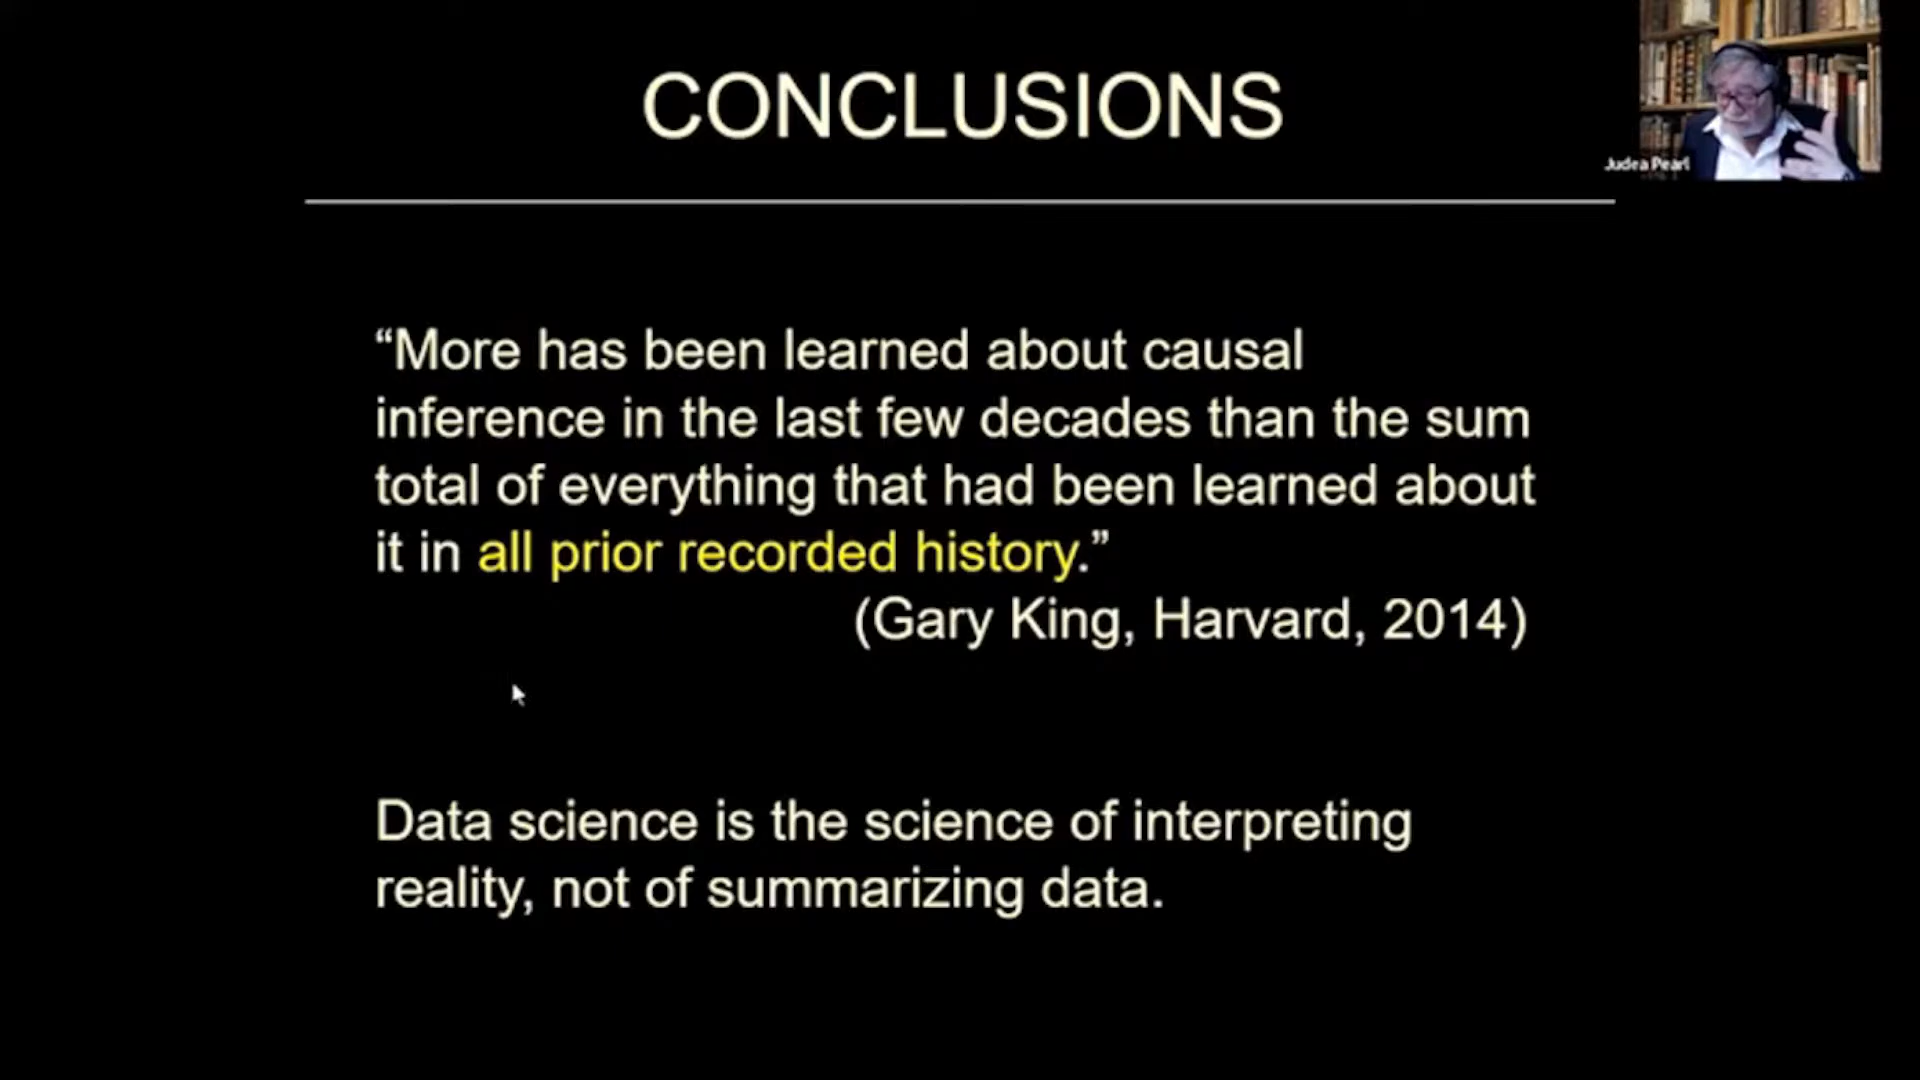 CONCLUSIONS
Judea Pearl
“More has been learned about causal
inference in the last few decades than the sum
total of everything that had been learned about
it in all prior recorded history.”
(Gary King, Harvard, 2014)
Data science is the science of interpreting
reality, not of summarizing data.